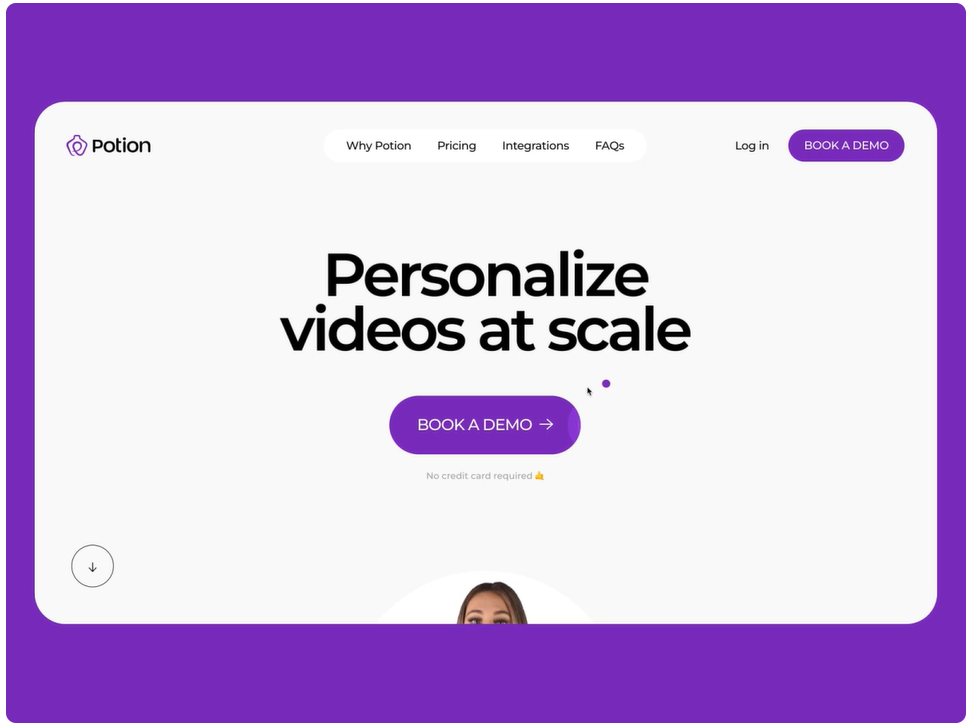 Potion
Why Potion
Pricing
Integrations
FAQs
Log in
BOOK A DEMO
Personalize
videos at scale
BOOK A DEMO →
No credit card required 🤙